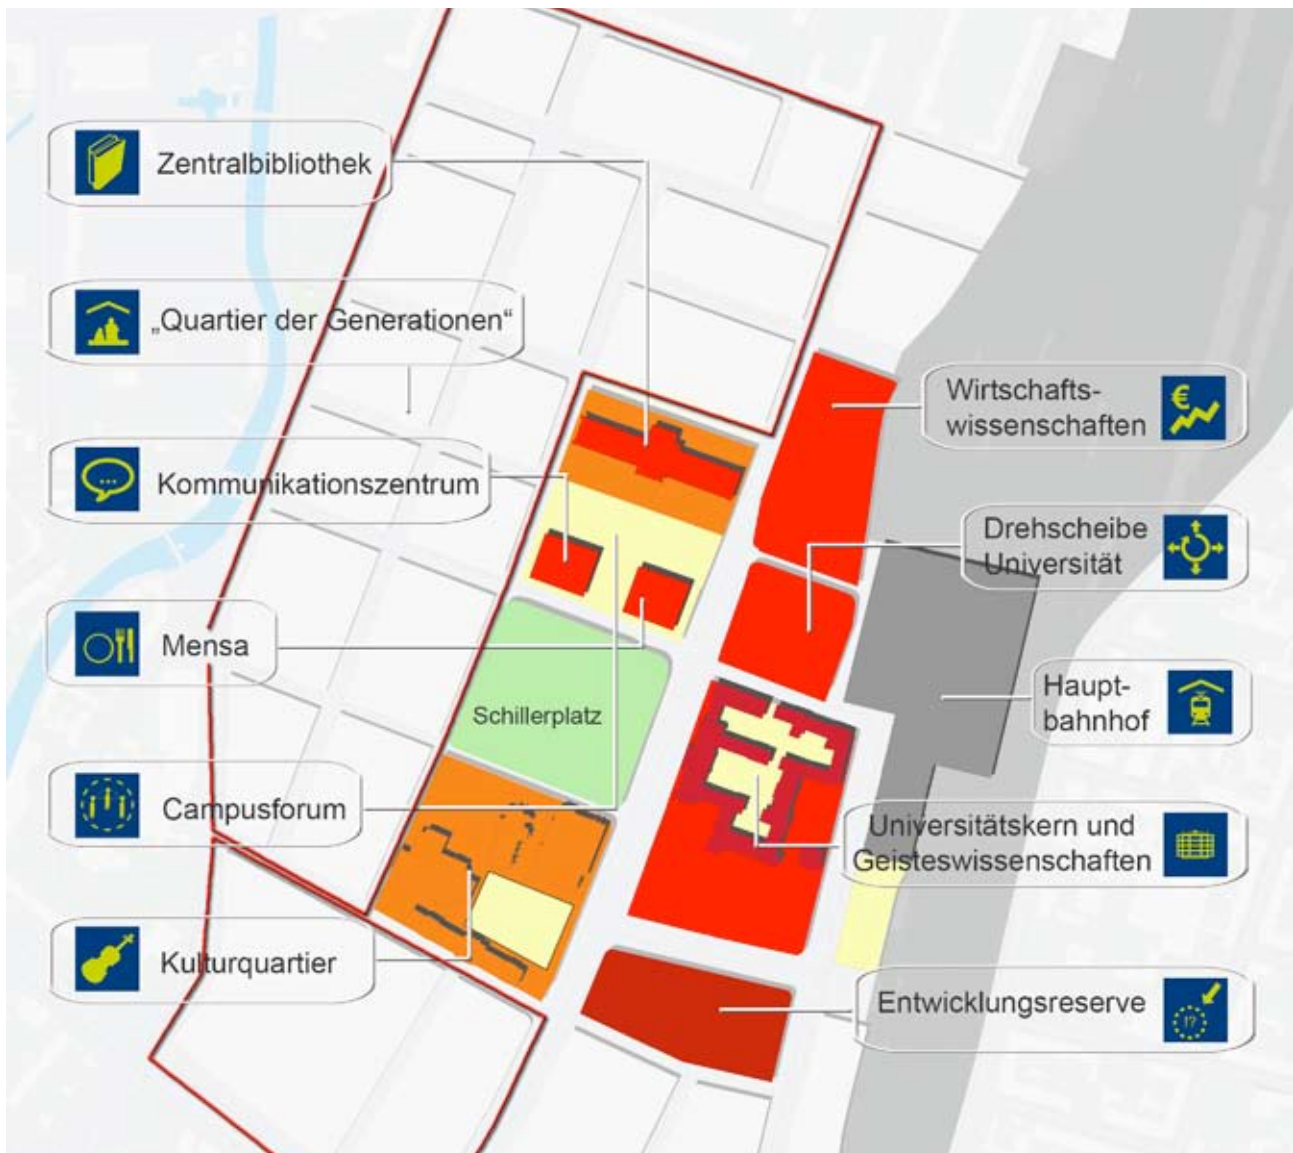 Zentralbibliothek
„Quartier der Generationen“
Kommunikationszentrum
Mensa
Campusforum
Kulturquartier
Schillerplatz
Wirtschafts-
wissenschaften
€
Drehscheibe
Universität
Haupt-
bahnhof
Universitätskern und
Geisteswissenschaften
Entwicklungsreserve
!?